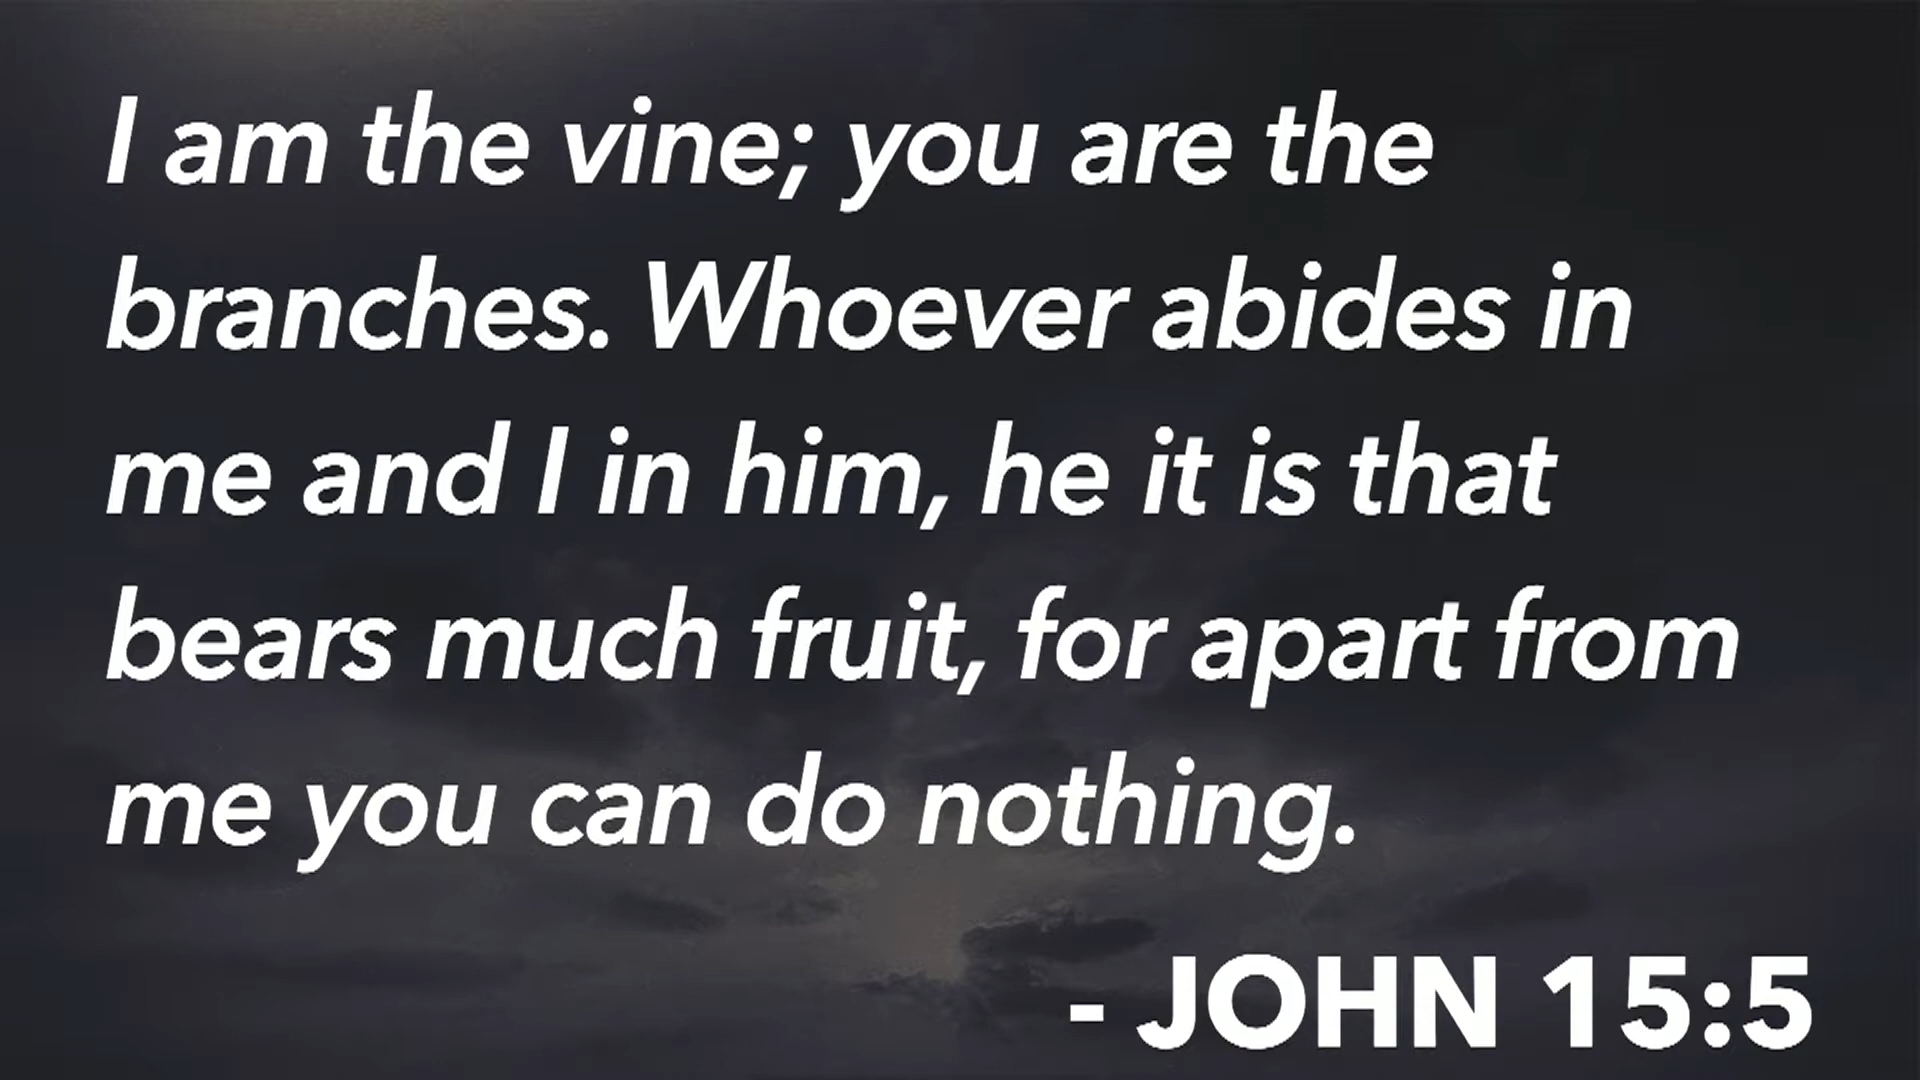 I am the vine; you are the
branches. Whoever abides in
me and I in him, he it is that
bears much fruit, for apart from
me you can do nothing.
- JOHN 15:5